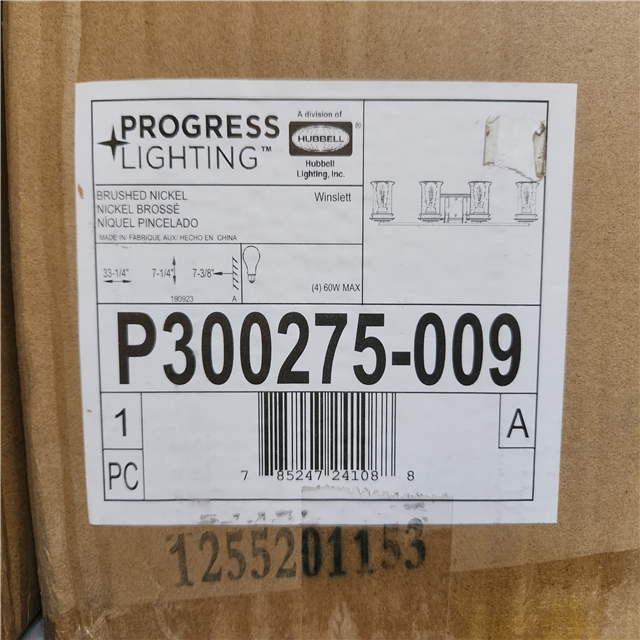 PROGRESS
LIGHTING™
A division of
HUBBELL ®
Hubbell
Lighting, Inc.
BRUSHED NICKEL
NICKEL BROSSÉ
NÍQUEL PINCELADO
Winslett
MADE IN/ FABRIQUE AUX/ HECHO EN CHINA
33-1/4" 7-1/4" 7-3/8"
190923 A
(4) 60W MAX
P300275-009
1
PC
A
7 85247 24108 8
1255201153